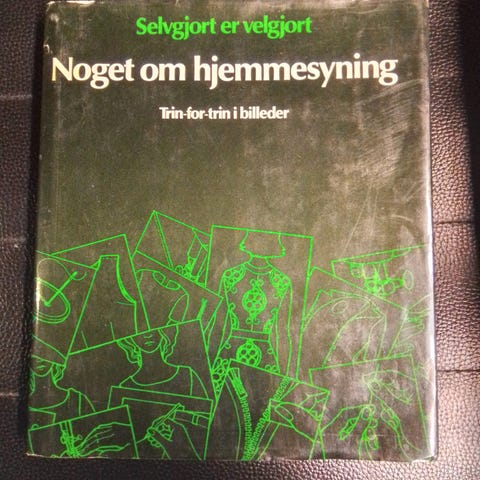 Selvgjort er velgjort
Noget om hjemmesyning
Trin-for-trin i billeder